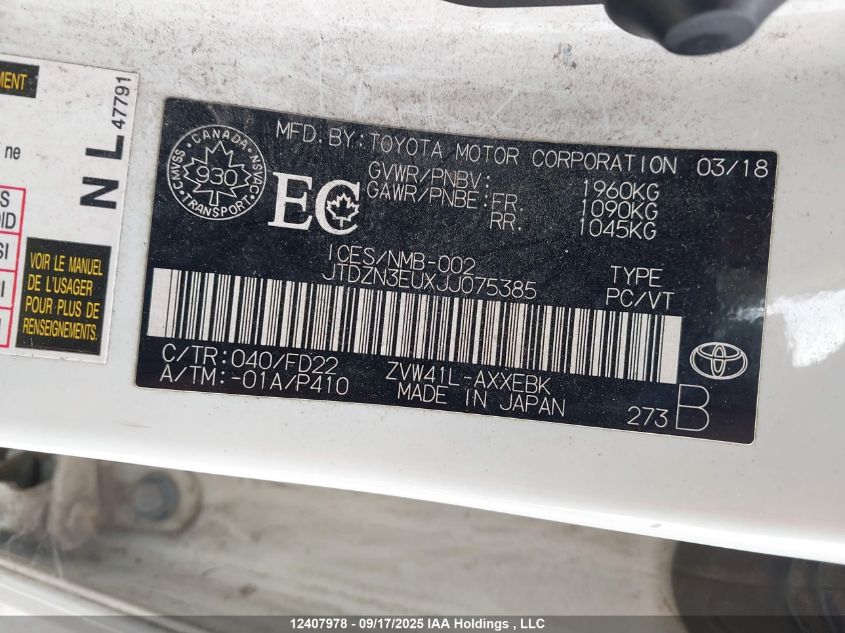 MENT
ne
S
OID
SI
I
I
NL
47791
VOIR LE MANUEL
DE L'USAGER
POUR PLUS DE
RENSEIGNEMENTS.
CANADA
CMVSS
NSVAC
930
TRANSPORT
EC
MFD. BY: TOYOTA MOTOR CORPORATION 03/18
GVWR/PNBV: 1960KG
GAWR/PNBE: FR: 1090KG
RR: 1045KG
ICES/NMB-002
JTDZN3EUXJJ075385
TYPE
PC/VT
C/TR: 040/FD22 ZVW41L-AXXEBK
A/TM: -01A/P410 MADE IN JAPAN
273 B
12407978 - 09/17/2025 IAA Holdings , LLC